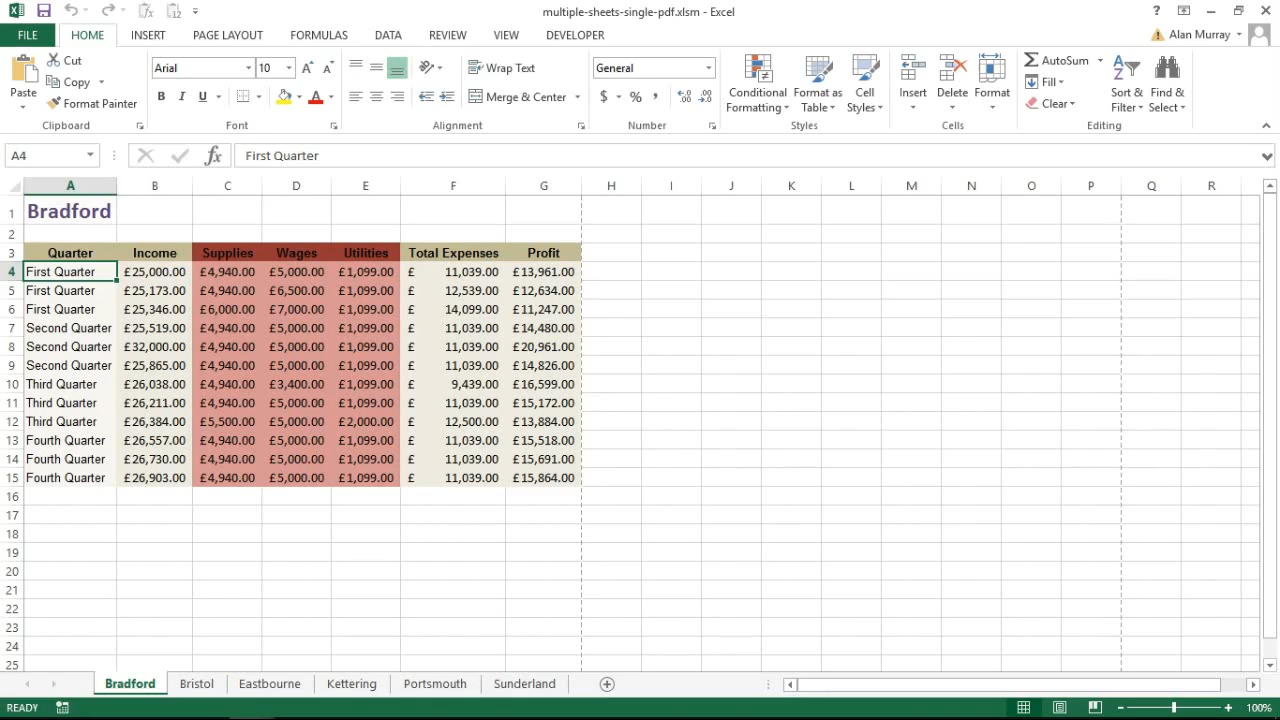 multiple-sheets-single-pdf.xlsm - Excel
?
FILE HOME INSERT PAGE LAYOUT FORMULAS DATA REVIEW VIEW DEVELOPER Alan Murray
Paste
Cut
Copy
Format Painter
Clipboard
Arial 10
B I U
Font
Wrap Text
Merge & Center
Alignment
General
$ % ,
Number
Conditional Formatting
Format as Table
Cell Styles
Styles
Insert Delete Format
Cells
AutoSum
Fill
Clear
Sort & Filter
Find & Select
Editing
A4 fx First Quarter
A B C D E F G H I J K L M N O P Q R
1 Bradford
2
3 Quarter Income Supplies Wages Utilities Total Expenses Profit
4 First Quarter £25,000.00 £4,940.00 £5,000.00 £1,099.00 £ 11,039.00 £13,961.00
5 First Quarter £25,173.00 £4,940.00 £6,500.00 £1,099.00 £ 12,539.00 £12,634.00
6 First Quarter £25,346.00 £6,000.00 £7,000.00 £1,099.00 £ 14,099.00 £11,247.00
7 Second Quarter £25,519.00 £4,940.00 £5,000.00 £1,099.00 £ 11,039.00 £14,480.00
8 Second Quarter £32,000.00 £4,940.00 £5,000.00 £1,099.00 £ 11,039.00 £20,961.00
9 Second Quarter £25,865.00 £4,940.00 £5,000.00 £1,099.00 £ 11,039.00 £14,826.00
10 Third Quarter £26,038.00 £4,940.00 £3,400.00 £1,099.00 £ 9,439.00 £16,599.00
11 Third Quarter £26,211.00 £4,940.00 £5,000.00 £1,099.00 £ 11,039.00 £15,172.00
12 Third Quarter £26,384.00 £5,500.00 £5,000.00 £2,000.00 £ 12,500.00 £13,884.00
13 Fourth Quarter £26,557.00 £4,940.00 £5,000.00 £1,099.00 £ 11,039.00 £15,518.00
14 Fourth Quarter £26,730.00 £4,940.00 £5,000.00 £1,099.00 £ 11,039.00 £15,691.00
15 Fourth Quarter £26,903.00 £4,940.00 £5,000.00 £1,099.00 £ 11,039.00 £15,864.00
16
17
18
19
20
21
22
23
24
25
Bradford Bristol Eastbourne Kettering Portsmouth Sunderland
READY 100%